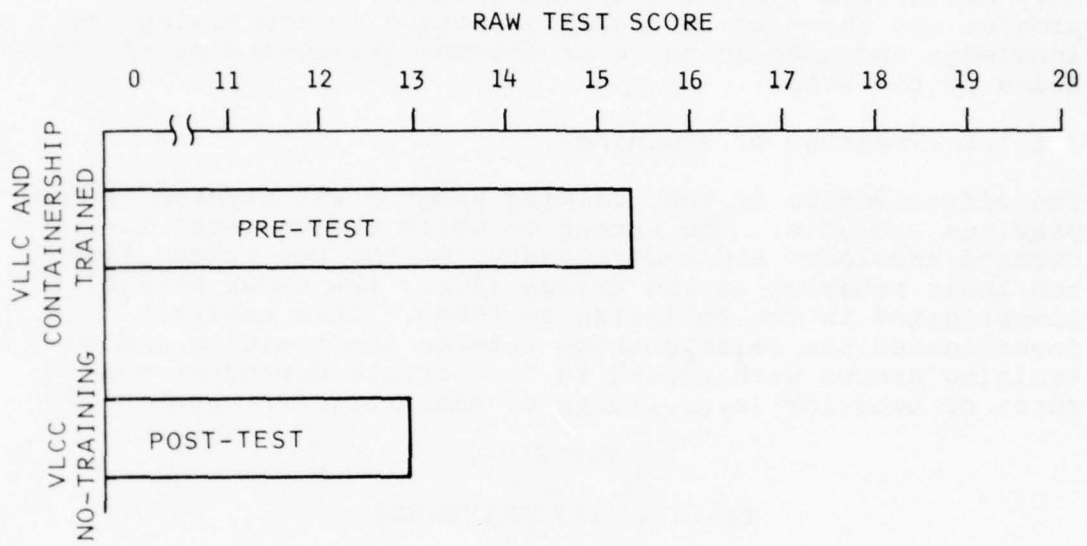 RAW TEST SCORE
0 11 12 13 14 15 16 17 18 19 20
VLLC AND
CONTAINERSHIP
TRAINED
PRE-TEST
VLCC
NO-TRAINING
POST-TEST